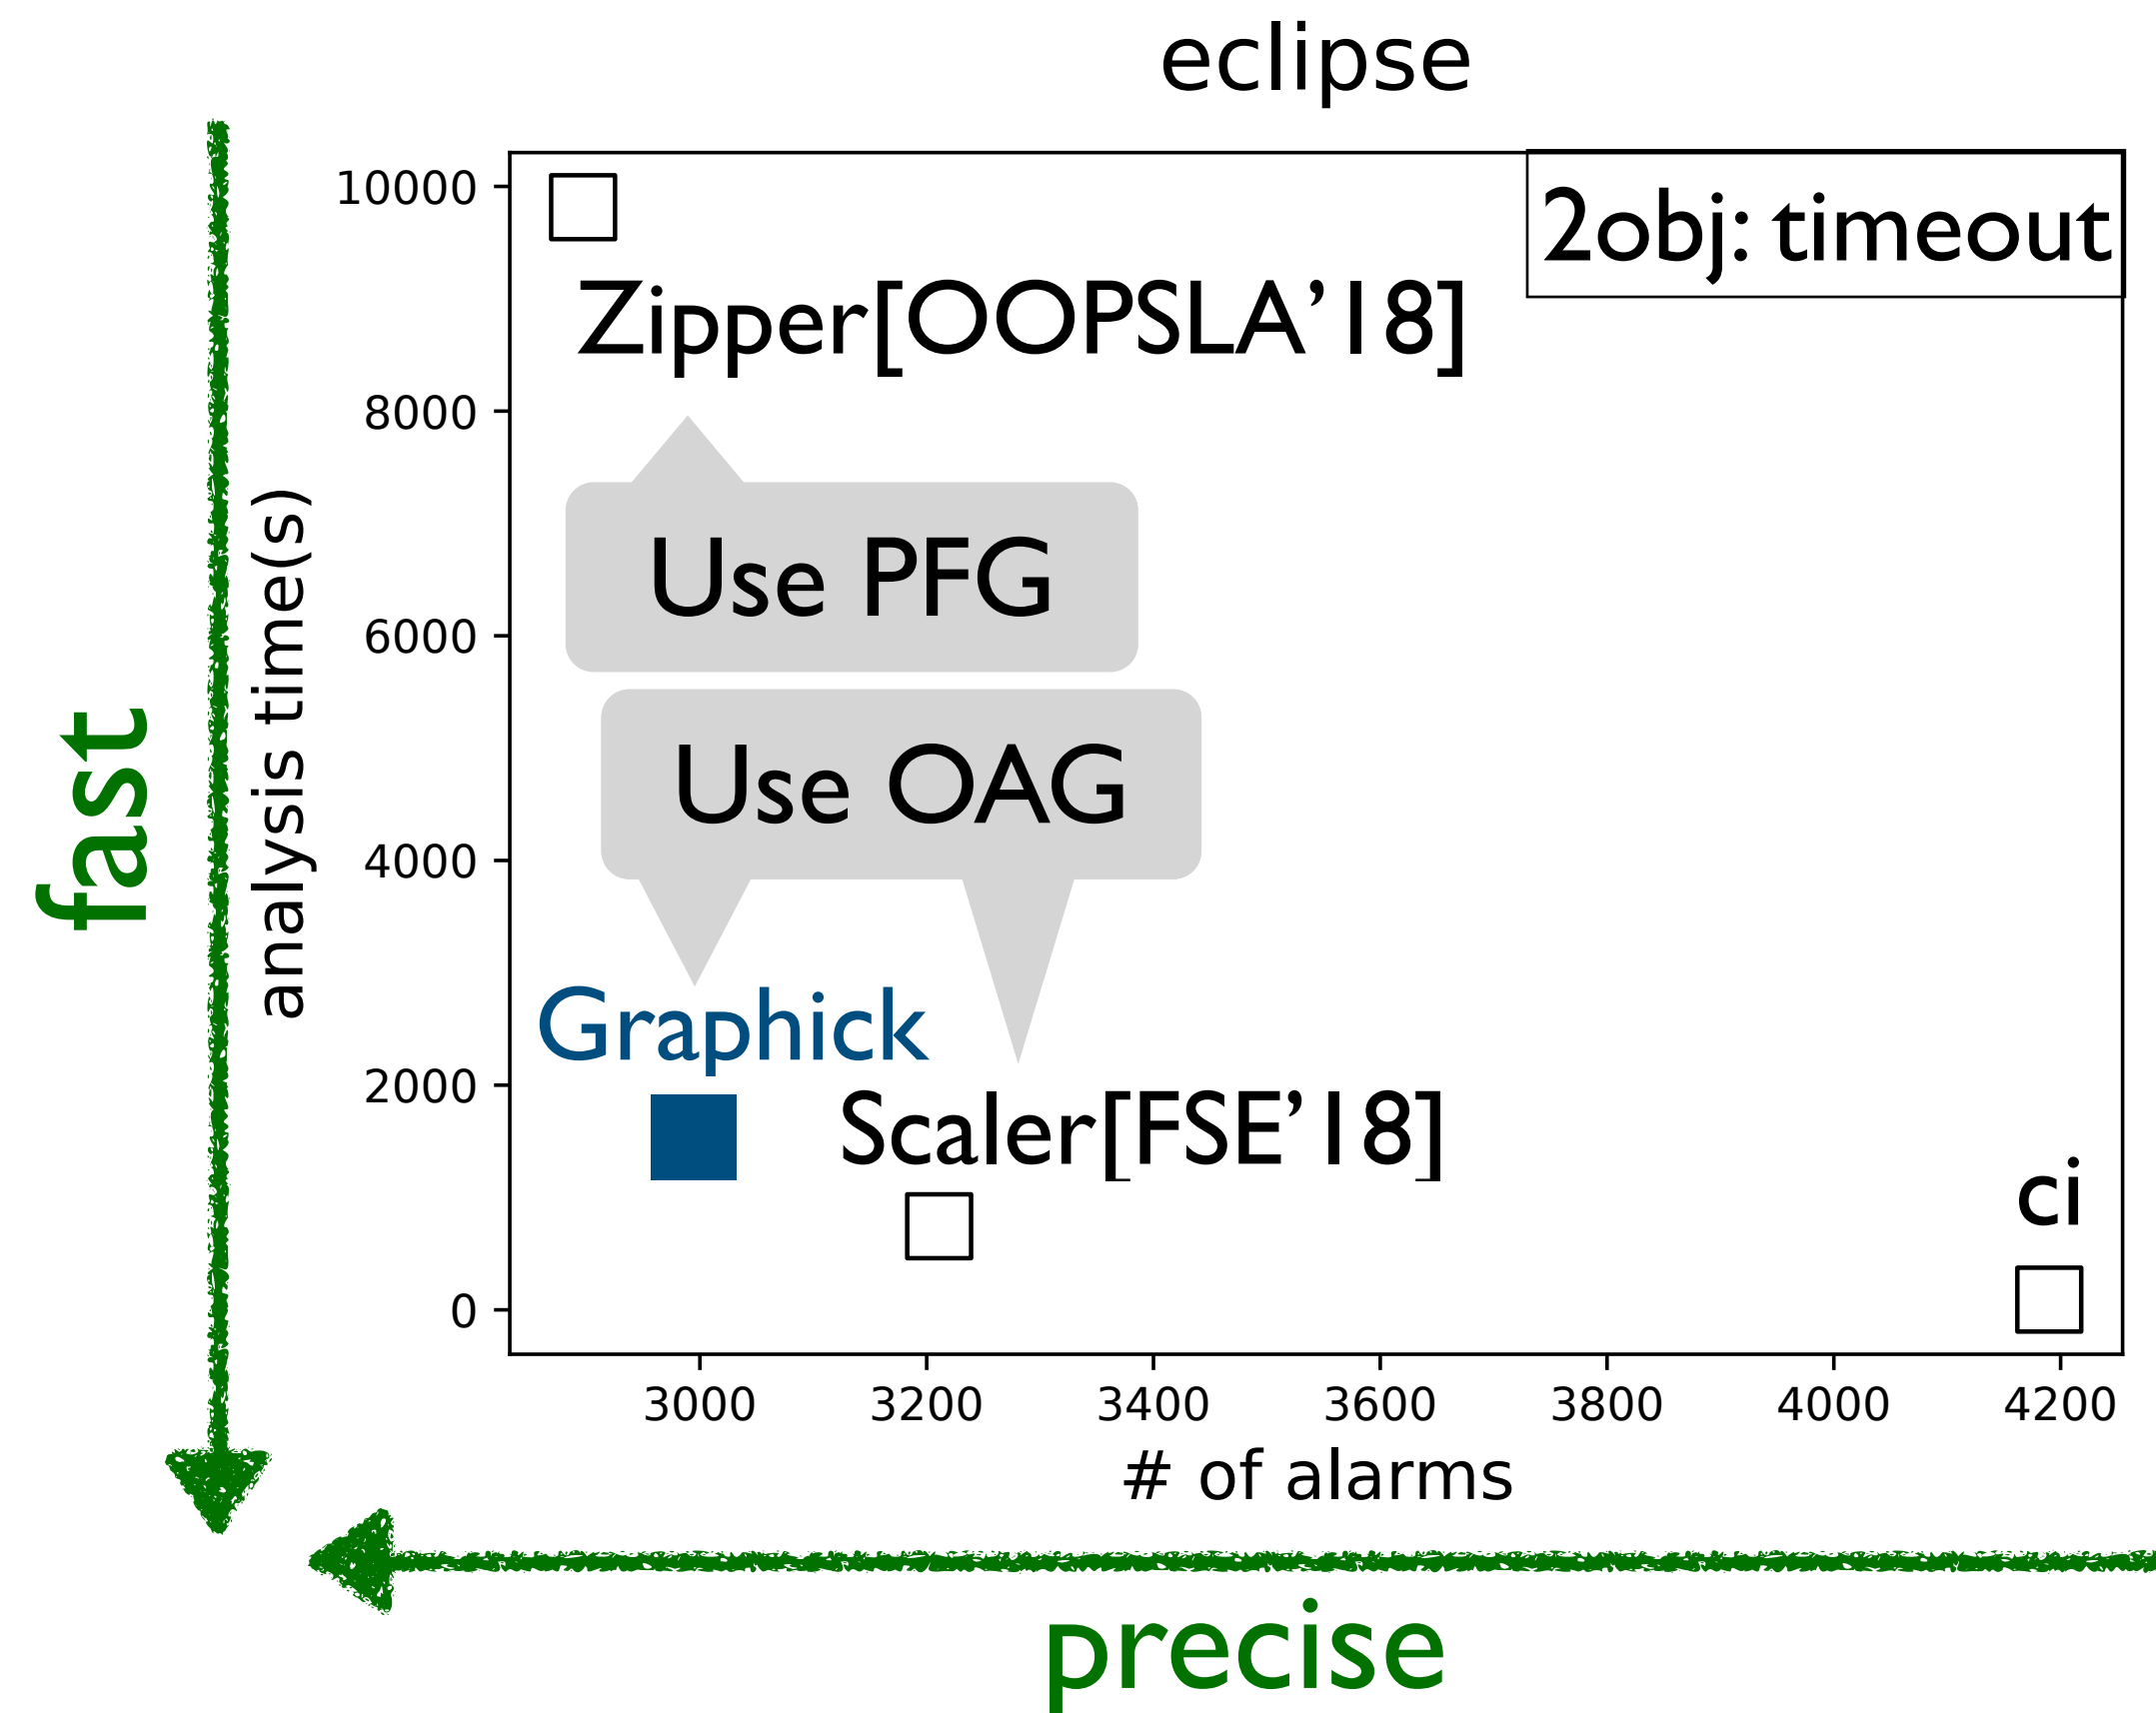 eclipse
10000
8000
6000
4000
2000
0
analysis time(s)
fast
2obj: timeout
Zipper[OOPSLA’18]
Use PFG
Use OAG
Graphick
Scaler[FSE’18]
ci
3000 3200 3400 3600 3800 4000 4200
# of alarms
precise